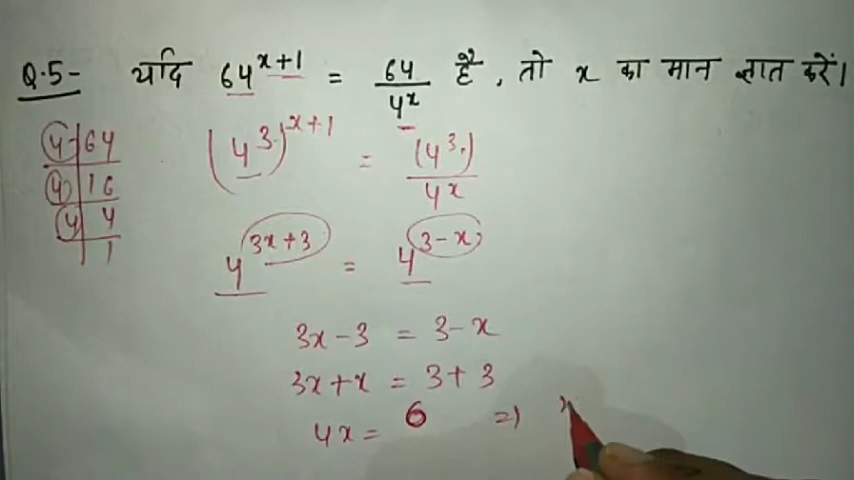 Q.5- यदि 64^{x+1} = 64/4^x है, तो x का मान ज्ञात करें।
4 | 64
4 | 16
4 | 4
| 1
(4^3)^{x+1} = (4^3)/4^x
4^{3x+3} = 4^{3-x}
3x-3 = 3-x
3x+x = 3+3
4x = 6 =)